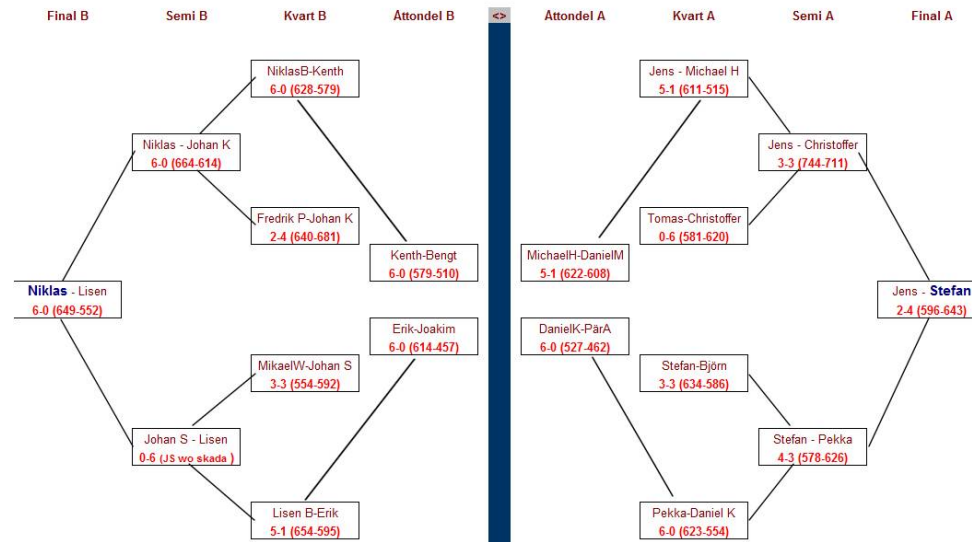 Final B Semi B Kvart B Åttondel B <> Åttondel A Kvart A Semi A Final A
NiklasB-Kenth
6-0 (628-579)
Jens - Michael H
5-1 (611-515)
Niklas - Johan K
6-0 (664-614)
Jens - Christoffer
3-3 (744-711)
Fredrik P-Johan K
2-4 (640-681)
Tomas-Christoffer
0-6 (581-620)
Kenth-Bengt
6-0 (579-510)
MichaelH-DanielM
5-1 (622-608)
Niklas - Lisen
6-0 (649-552)
Jens - Stefan
2-4 (596-643)
Erik-Joakim
6-0 (614-457)
DanielK-PärA
6-0 (527-462)
MikaelW-Johan S
3-3 (554-592)
Stefan-Björn
3-3 (634-586)
Johan S - Lisen
0-6 (JS wo skada )
Stefan - Pekka
4-3 (578-626)
Lisen B-Erik
5-1 (654-595)
Pekka-Daniel K
6-0 (623-554)